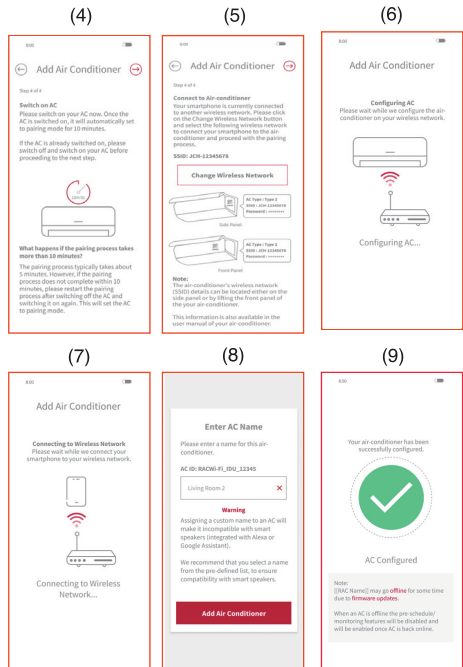 (4)
8:00
Add Air Conditioner
Step 4 of 4
Switch on AC
Please switch on your AC now. Once the
AC is switched on, it will automatically set
to pairing mode for 10 minutes.
If the AC is already switched on, please
switch off and switch on your AC before
proceeding to the next step.
What happens if the pairing process takes
more than 10 minutes?
The pairing process typically takes about
5 minutes. However, if the pairing
process does not complete within 10
minutes, please restart the pairing
process after switching off the AC and
switching it on again. This will set the AC
to pairing mode.
(5)
8:00
Add Air Conditioner
Step 4 of 4
Connect to Air-conditioner
Your smartphone is currently connected
to another wireless network. Please click
on the Change Wireless Network button
and select the following wireless network
to connect your smartphone to the air-
conditioner and proceed with the pairing
process.
SSID: JCH-12345678
Change Wireless Network
AC Type : Type 2
SSID : JCH-12345678
Password : ********
Side Panel
AC Type : Type 2
SSID : JCH-12345678
Password : ********
Front Panel
Note:
The air-conditioner's wireless network
(SSID) details can be located either on the
side panel or by lifting the front panel of
the your air-conditioner.
This information is also available in the
user manual of your air-conditioner.
(6)
8:00
Add Air Conditioner
Configuring AC
Please wait while we configure the air-
conditioner on your wireless network.
Configuring AC...
(7)
8:00
Add Air Conditioner
Connecting to Wireless Network
Please wait while we connect your
smartphone to your wireless network.
Connecting to Wireless
Network...
(8)
Enter AC Name
Please enter a name for this air-
conditioner.
AC ID: RACWi-Fi_IDU_12345
Living Room 2
Warning
Assigning a custom name to an AC will
make it incompatible with smart
speakers (integrated with Alexa or
Google Assistant).
We recommend that you select a name
from the pre-defined list, to ensure
compatibility with smart speakers.
Add Air Conditioner
(9)
8:00
Your air-conditioner has been
successfully configured.
AC Configured
Note:
[[RAC Name]] may go offline for some time
due to firmware updates.
When an AC is offline the pre-schedule/
monitoring features will be disabled and
will be enabled once AC is back online.